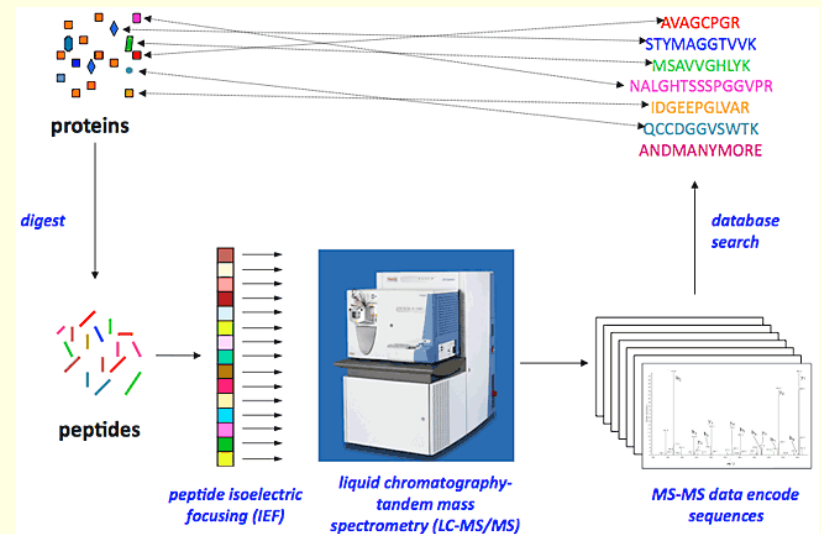 AVAGCPGR
STYMAGGTVVK
MSAVVGHLYK
NALGHTSSSPGGVPR
IDGEEPGLVAR
QCCDGGVSWTK
ANDMANYMORE
proteins
digest
database
search
peptides
peptide isoelectric
focusing (IEF)
liquid chromatography-
tandem mass
spectrometry (LC-MS/MS)
MS-MS data encode
sequences